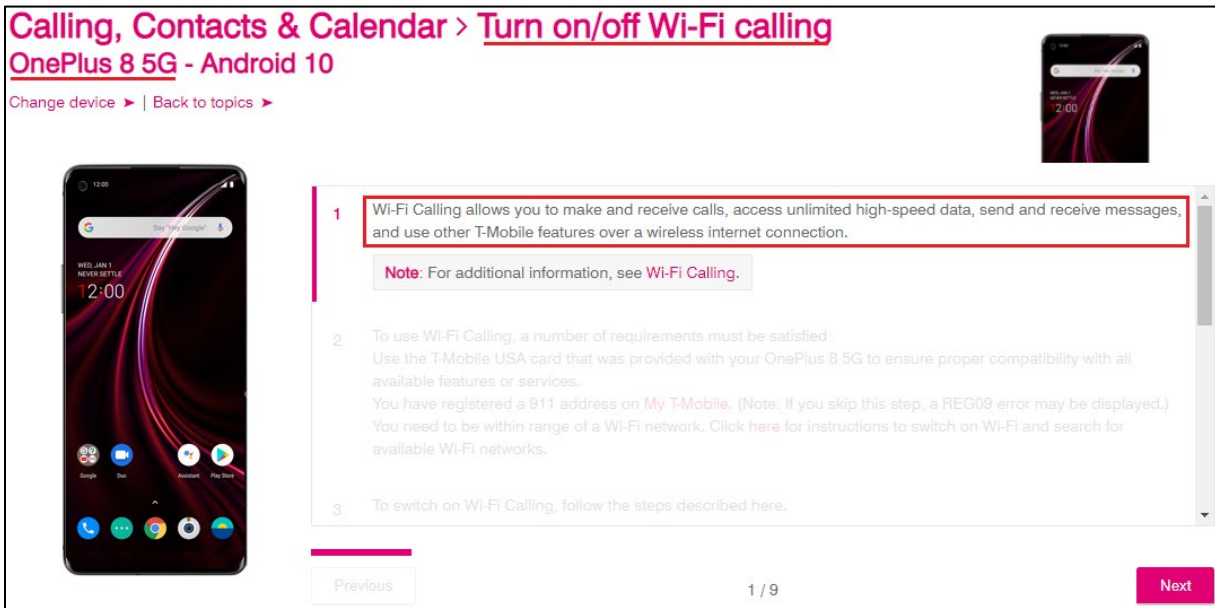 Calling, Contacts & Calendar > Turn on/off Wi-Fi calling
OnePlus 8 5G - Android 10
Change device ➤ | Back to topics ➤
12:00
Say "Hey Google"
WED, JAN 1
NEVER SETTLE
12:00
Google
Duo
Assistant
Play Store
WED, JAN 1
NEVER SETTLE
12:00
1
Wi-Fi Calling allows you to make and receive calls, access unlimited high-speed data, send and receive messages,
and use other T-Mobile features over a wireless internet connection.
Note: For additional information, see Wi-Fi Calling.
2
To use Wi-Fi Calling, a number of requirements must be satisfied:
Use the T-Mobile USA card that was provided with your OnePlus 8 5G to ensure proper compatibility with all
available features or services.
You have registered a 911 address on My T-Mobile. (Note: If you skip this step, a REG09 error may be displayed.)
You need to be within range of a Wi-Fi network. Click here for instructions to switch on Wi-Fi and search for
available Wi-Fi networks.
3
To switch on Wi-Fi Calling, follow the steps described here.
Previous
1 / 9
Next